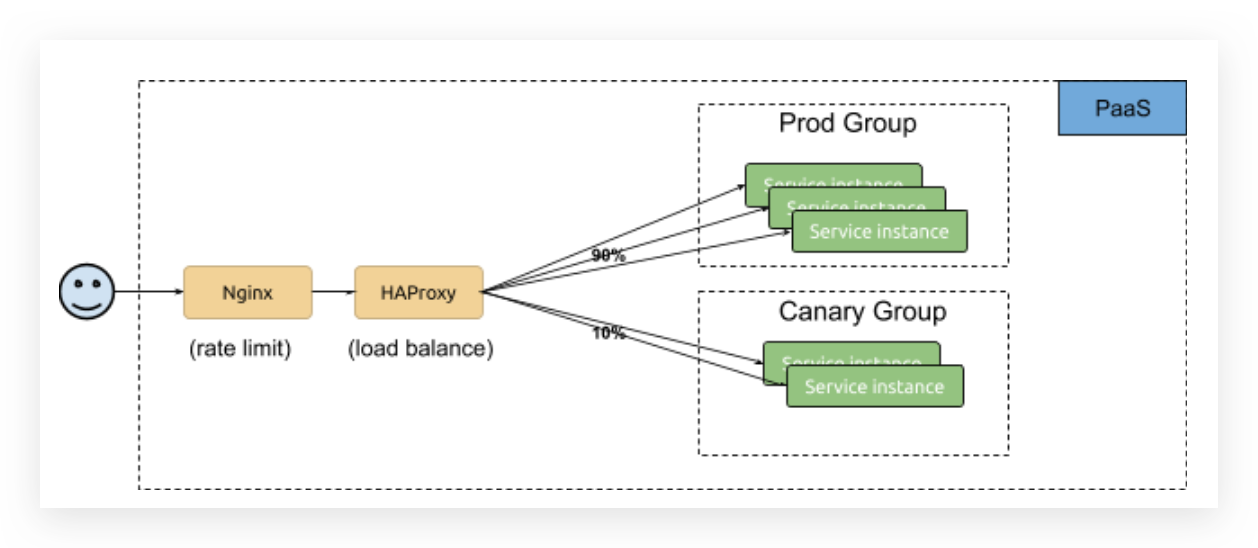 PaaS
Prod Group
Service instance
Service instance
Service instance
90%
Nginx
HAProxy
(rate limit)
(load balance)
10%
Canary Group
Service instance
Service instance